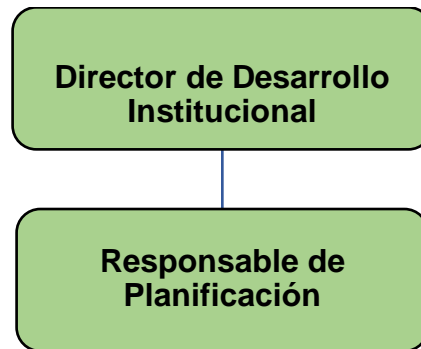 Director de Desarrollo
Institucional
Responsable de
Planificación